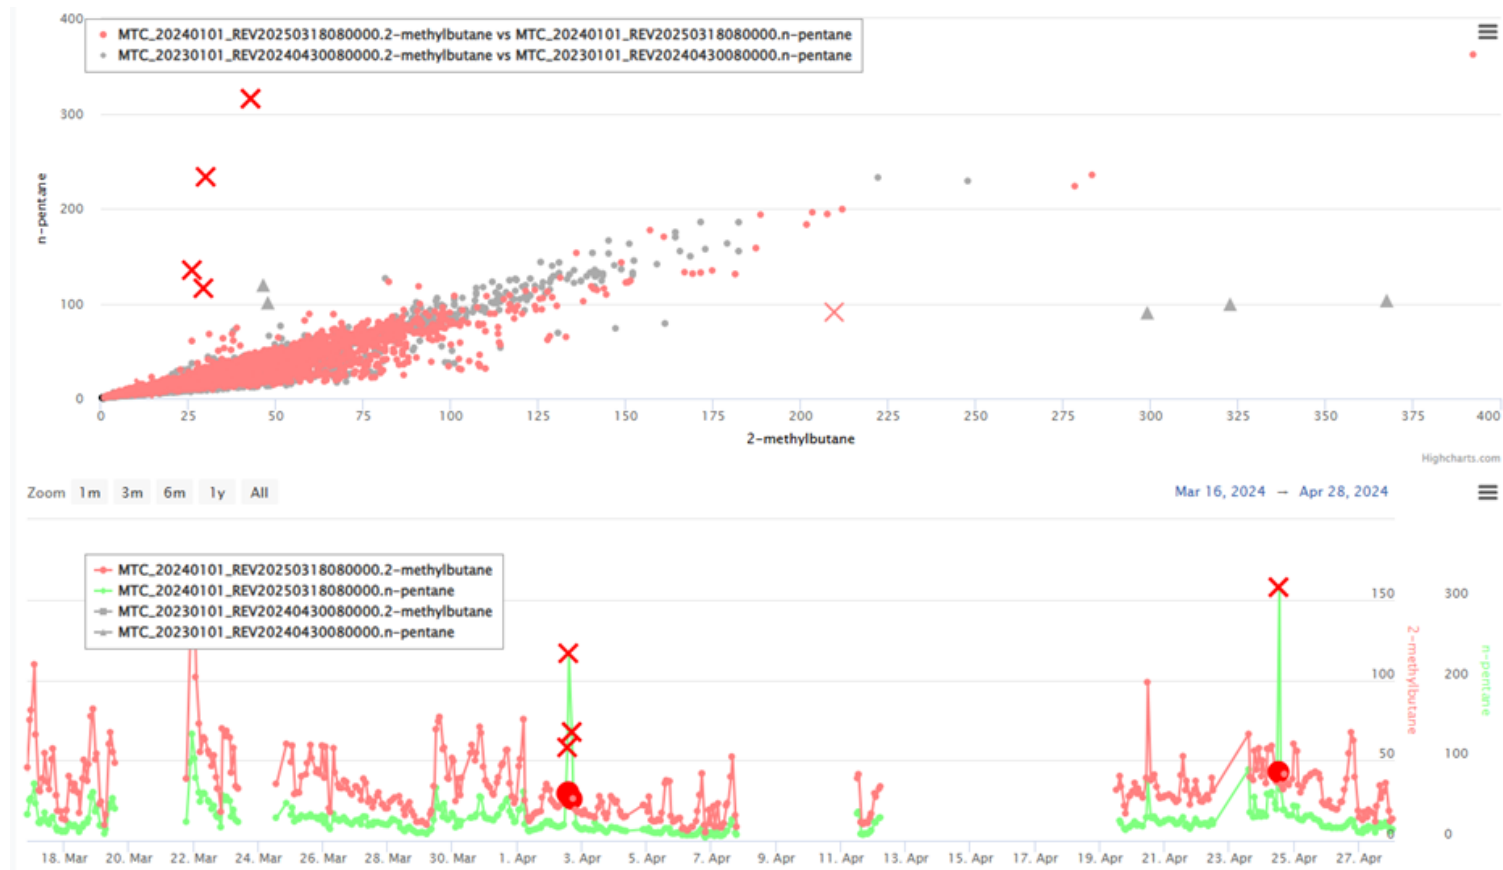 400
MTC_20240101_REV20250318080000.2-methylbutane vs MTC_20240101_REV20250318080000.n-pentane
MTC_20230101_REV20240430080000.2-methylbutane vs MTC_20230101_REV20240430080000.n-pentane
300
200
100
0
n-pentane
0 25 50 75 100 125 150 175 200 225 250 275 300 325 350 375 400
2-methylbutane
Highcharts.com
Zoom 1m 3m 6m 1y All
Mar 16, 2024 → Apr 28, 2024
MTC_20240101_REV20250318080000.2-methylbutane
MTC_20240101_REV20250318080000.n-pentane
MTC_20230101_REV20240430080000.2-methylbutane
MTC_20230101_REV20240430080000.n-pentane
150 300
100 200
50 100
0 0
2-methylbutane
n-pentane
18. Mar 20. Mar 22. Mar 24. Mar 26. Mar 28. Mar 30. Mar 1. Apr 3. Apr 5. Apr 7. Apr 9. Apr 11. Apr 13. Apr 15. Apr 17. Apr 19. Apr 21. Apr 23. Apr 25. Apr 27. Apr